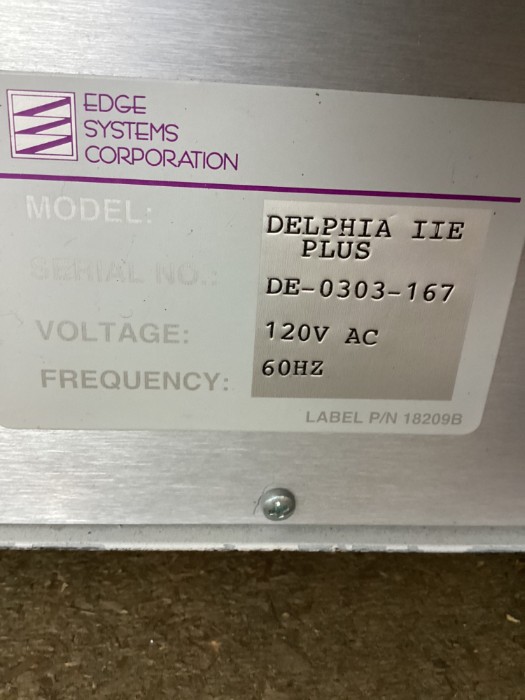 EDGE
SYSTEMS
CORPORATION
MODEL: DELPHIA IIE
PLUS
SERIAL NO.: DE-0303-167
VOLTAGE: 120V AC
FREQUENCY: 60HZ
LABEL P/N 18209B